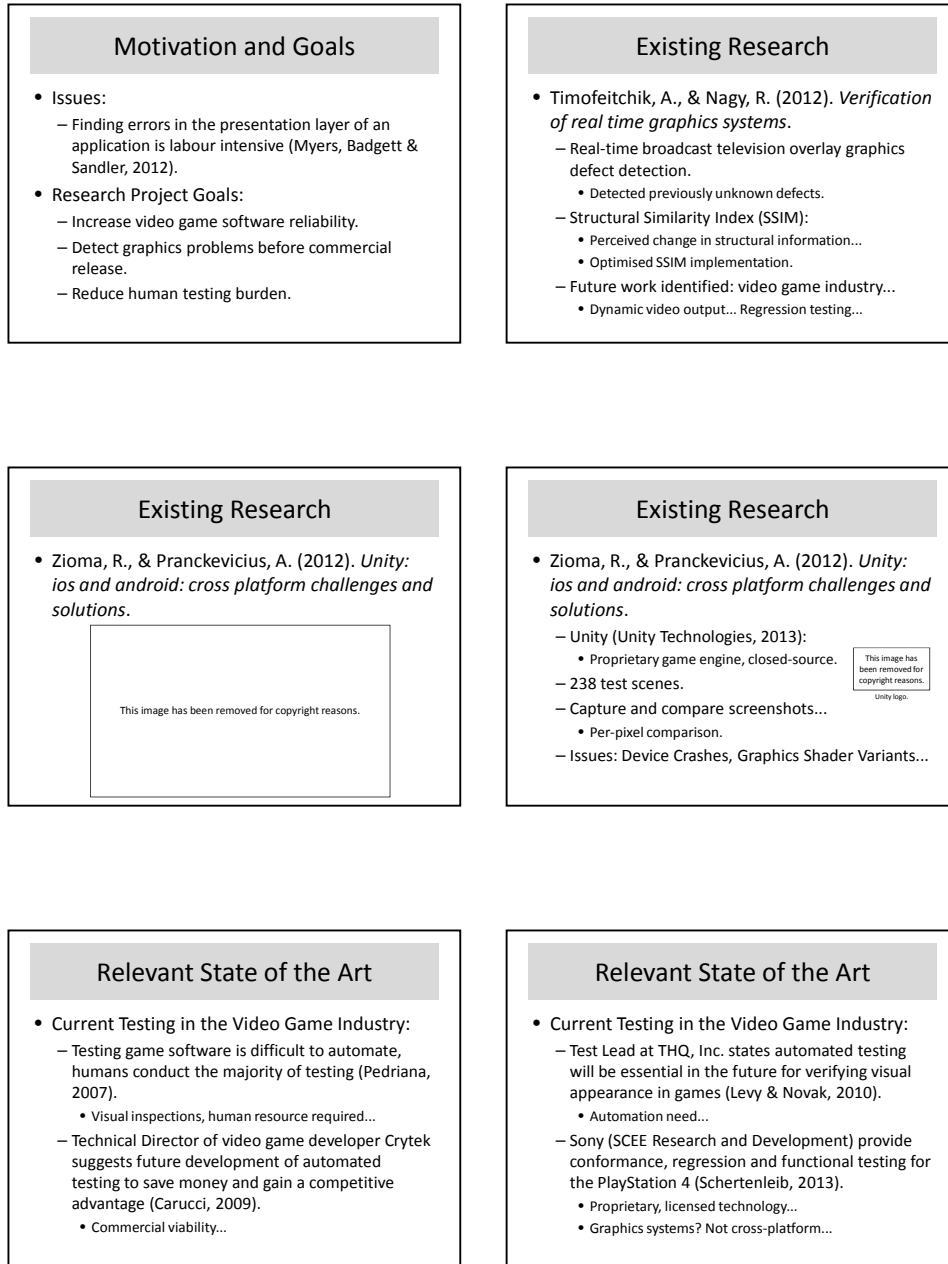 Motivation and Goals
• Issues:
– Finding errors in the presentation layer of an
application is labour intensive (Myers, Badgett &
Sandler, 2012).
• Research Project Goals:
– Increase video game software reliability.
– Detect graphics problems before commercial
release.
– Reduce human testing burden.
Existing Research
• Timofeitchik, A., & Nagy, R. (2012). Verification
of real time graphics systems.
– Real-time broadcast television overlay graphics
defect detection.
• Detected previously unknown defects.
– Structural Similarity Index (SSIM):
• Perceived change in structural information...
• Optimised SSIM implementation.
– Future work identified: video game industry...
• Dynamic video output... Regression testing...
Existing Research
• Zioma, R., & Pranckevicius, A. (2012). Unity:
ios and android: cross platform challenges and
solutions.
This image has been removed for copyright reasons.
Existing Research
• Zioma, R., & Pranckevicius, A. (2012). Unity:
ios and android: cross platform challenges and
solutions.
– Unity (Unity Technologies, 2013):
• Proprietary game engine, closed-source.
– 238 test scenes.
– Capture and compare screenshots...
• Per-pixel comparison.
– Issues: Device Crashes, Graphics Shader Variants...
This image has
been removed for
copyright reasons.
Unity logo.
Relevant State of the Art
• Current Testing in the Video Game Industry:
– Testing game software is difficult to automate,
humans conduct the majority of testing (Pedriana,
2007).
• Visual inspections, human resource required...
– Technical Director of video game developer Crytek
suggests future development of automated
testing to save money and gain a competitive
advantage (Carucci, 2009).
• Commercial viability...
Relevant State of the Art
• Current Testing in the Video Game Industry:
– Test Lead at THQ, Inc. states automated testing
will be essential in the future for verifying visual
appearance in games (Levy & Novak, 2010).
• Automation need...
– Sony (SCEE Research and Development) provide
conformance, regression and functional testing for
the PlayStation 4 (Schertenleib, 2013).
• Proprietary, licensed technology...
• Graphics systems? Not cross-platform...